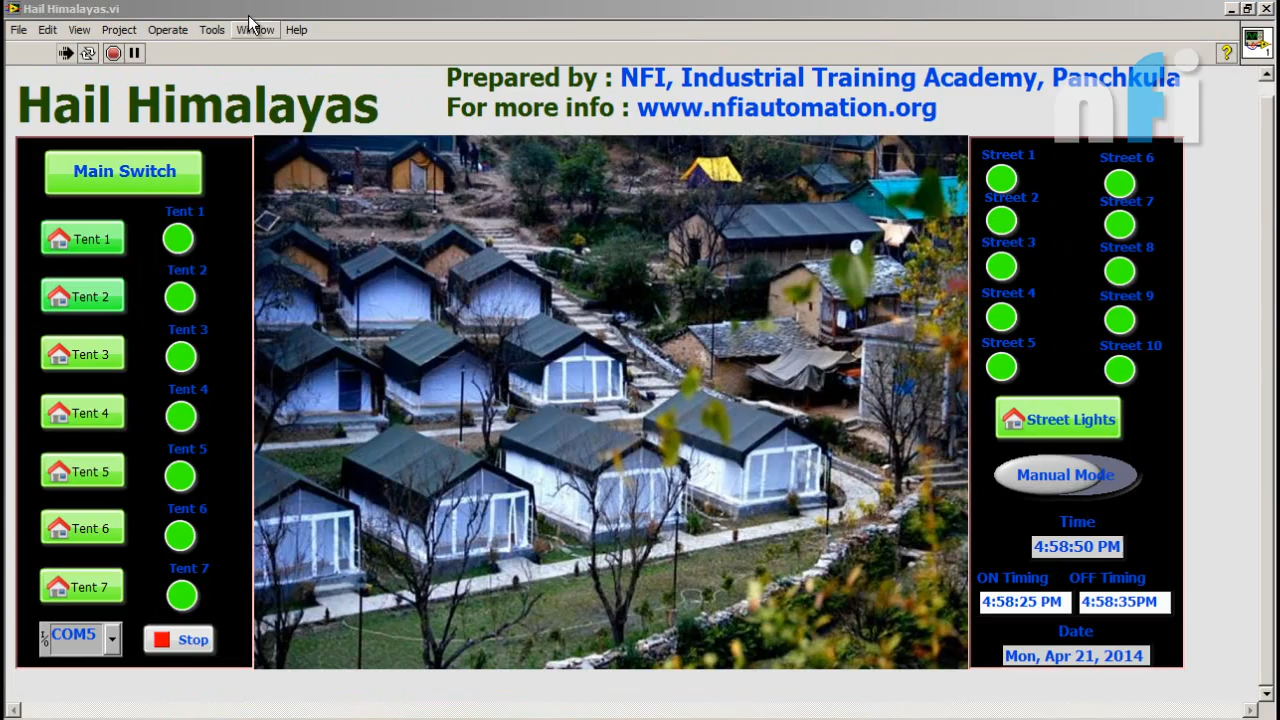 Hail Himalayas.vi
File Edit View Project Operate Tools Window Help
Prepared by : NFI, Industrial Training Academy, Panchkula
For more info : www.nfiautomation.org
Hail Himalayas
nfi
Main Switch
Tent 1
Tent 1
Tent 2
Tent 2
Tent 3
Tent 3
Tent 4
Tent 4
Tent 5
Tent 5
Tent 6
Tent 6
Tent 7
Tent 7
COM5
Stop
Street 1
Street 6
Street 2
Street 7
Street 3
Street 8
Street 4
Street 9
Street 5
Street 10
Street Lights
Manual Mode
Time
4:58:50 PM
ON Timing OFF Timing
4:58:25 PM 4:58:35PM
Date
Mon, Apr 21, 2014